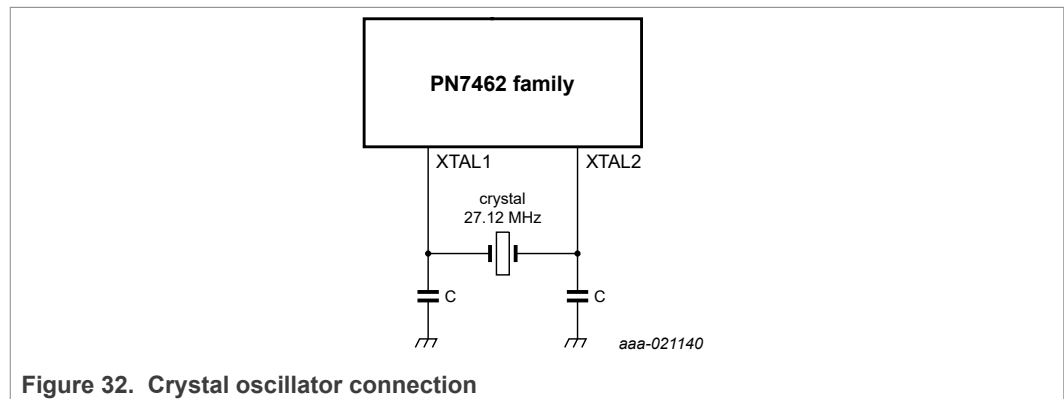 PN7462 family
XTAL1
XTAL2
crystal
27.12 MHz
C
C
aaa-021140
Figure 32. Crystal oscillator connection